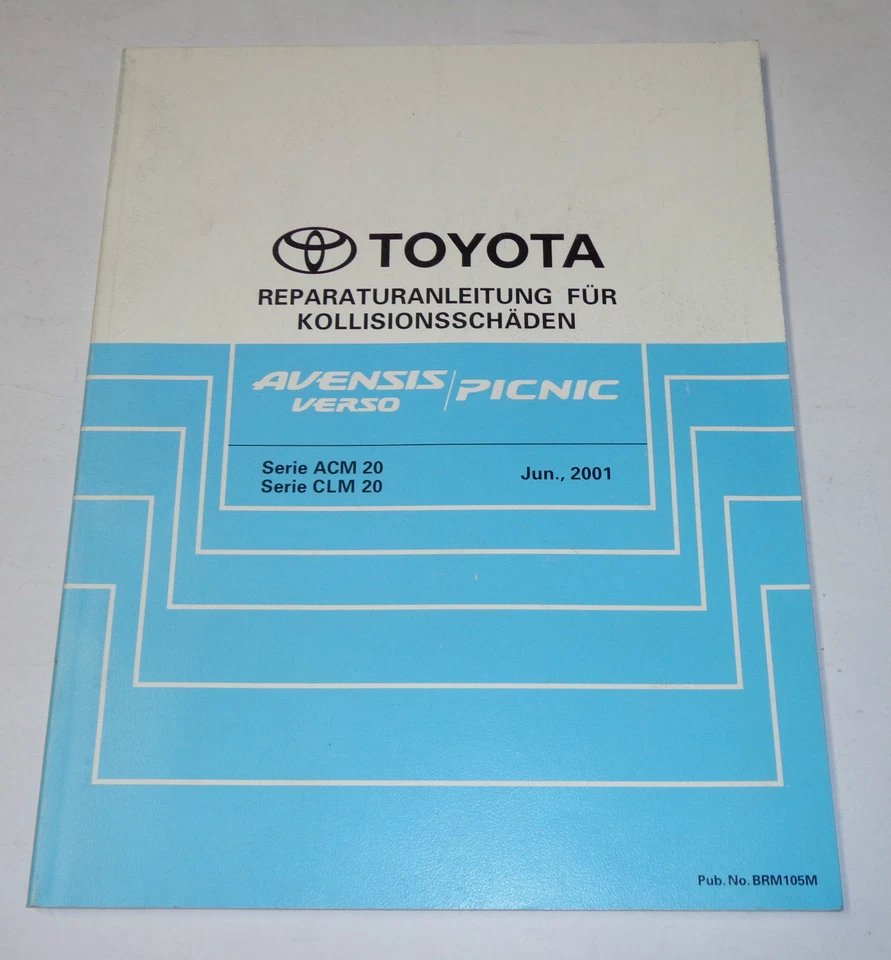 TOYOTA
REPARATURANLEITUNG FÜR
KOLLISIONSSCHÄDEN
AVENSIS VERSO/PICNIC
Serie ACM 20
Serie CLM 20
Jun., 2001
Pub. No. BRM105M